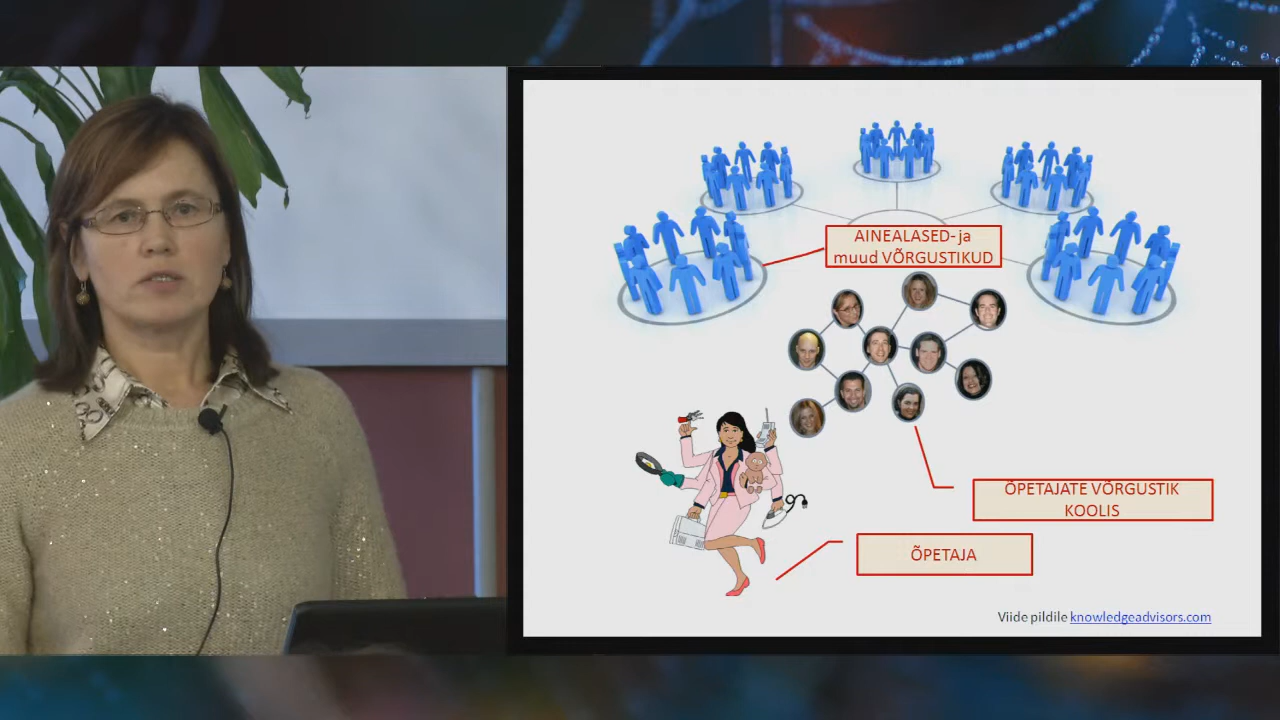 AINEALASED- ja
muud VÕRGUSTIKUD
ÕPETAJATE VÕRGUSTIK
KOOLIS
ÕPETAJA
Viide pildile knowledgeadvisors.com